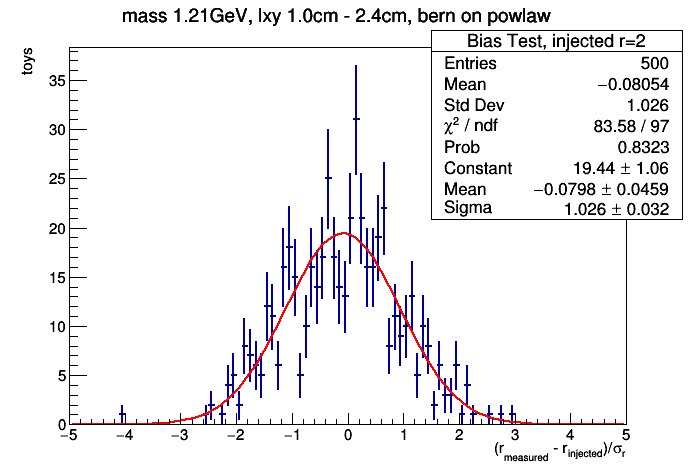 mass 1.21GeV, lxy 1.0cm - 2.4cm, bern on powlaw
toys
Bias Test, injected r=2
Entries 500
Mean −0.08054
Std Dev 1.026
χ² / ndf 83.58 / 97
Prob 0.8323
Constant 19.44 ± 1.06
Mean −0.0798 ± 0.0459
Sigma 1.026 ± 0.032
35
30
25
20
15
10
5
0
−5 −4 −3 −2 −1 0 1 2 3 4 5
(r_measured - r_injected)/σ_r